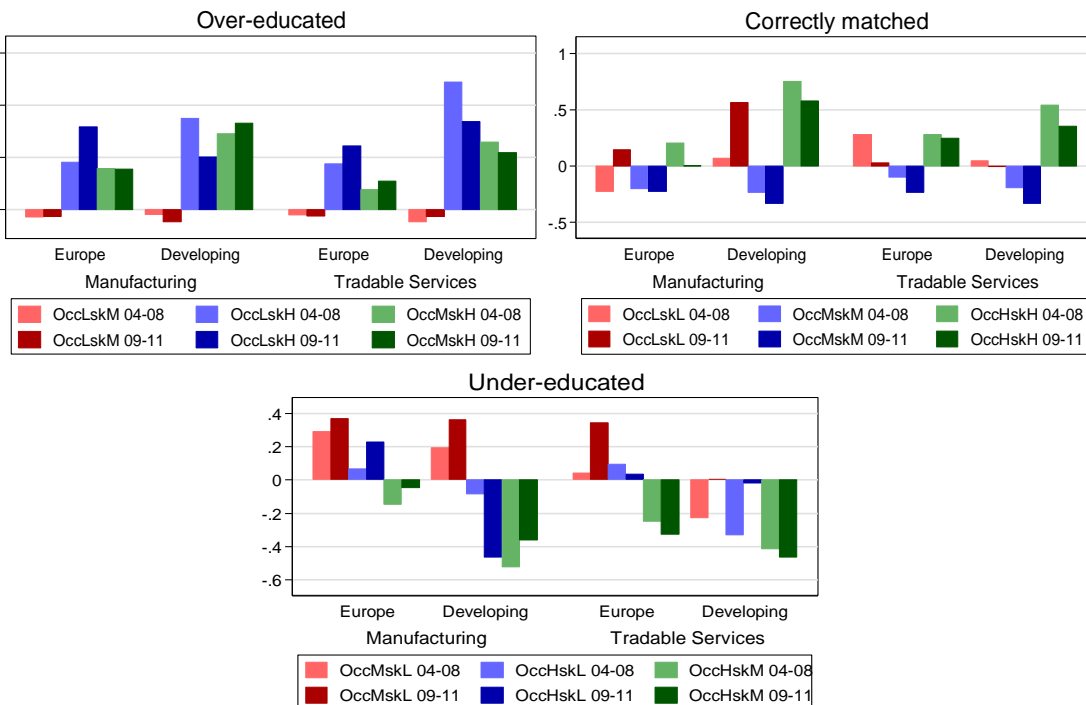 Over-educated
Europe Developing Europe Developing
Manufacturing Tradable Services
OccLskM 04-08 OccLskH 04-08 OccMskH 04-08
OccLskM 09-11 OccLskH 09-11 OccMskH 09-11
Correctly matched
1
.5
0
-.5
Europe Developing Europe Developing
Manufacturing Tradable Services
OccLskL 04-08 OccMskM 04-08 OccHskH 04-08
OccLskL 09-11 OccMskM 09-11 OccHskH 09-11
Under-educated
.4
.2
0
-.2
-.4
-.6
Europe Developing Europe Developing
Manufacturing Tradable Services
OccMskL 04-08 OccHskL 04-08 OccHskM 04-08
OccMskL 09-11 OccHskL 09-11 OccHskM 09-11